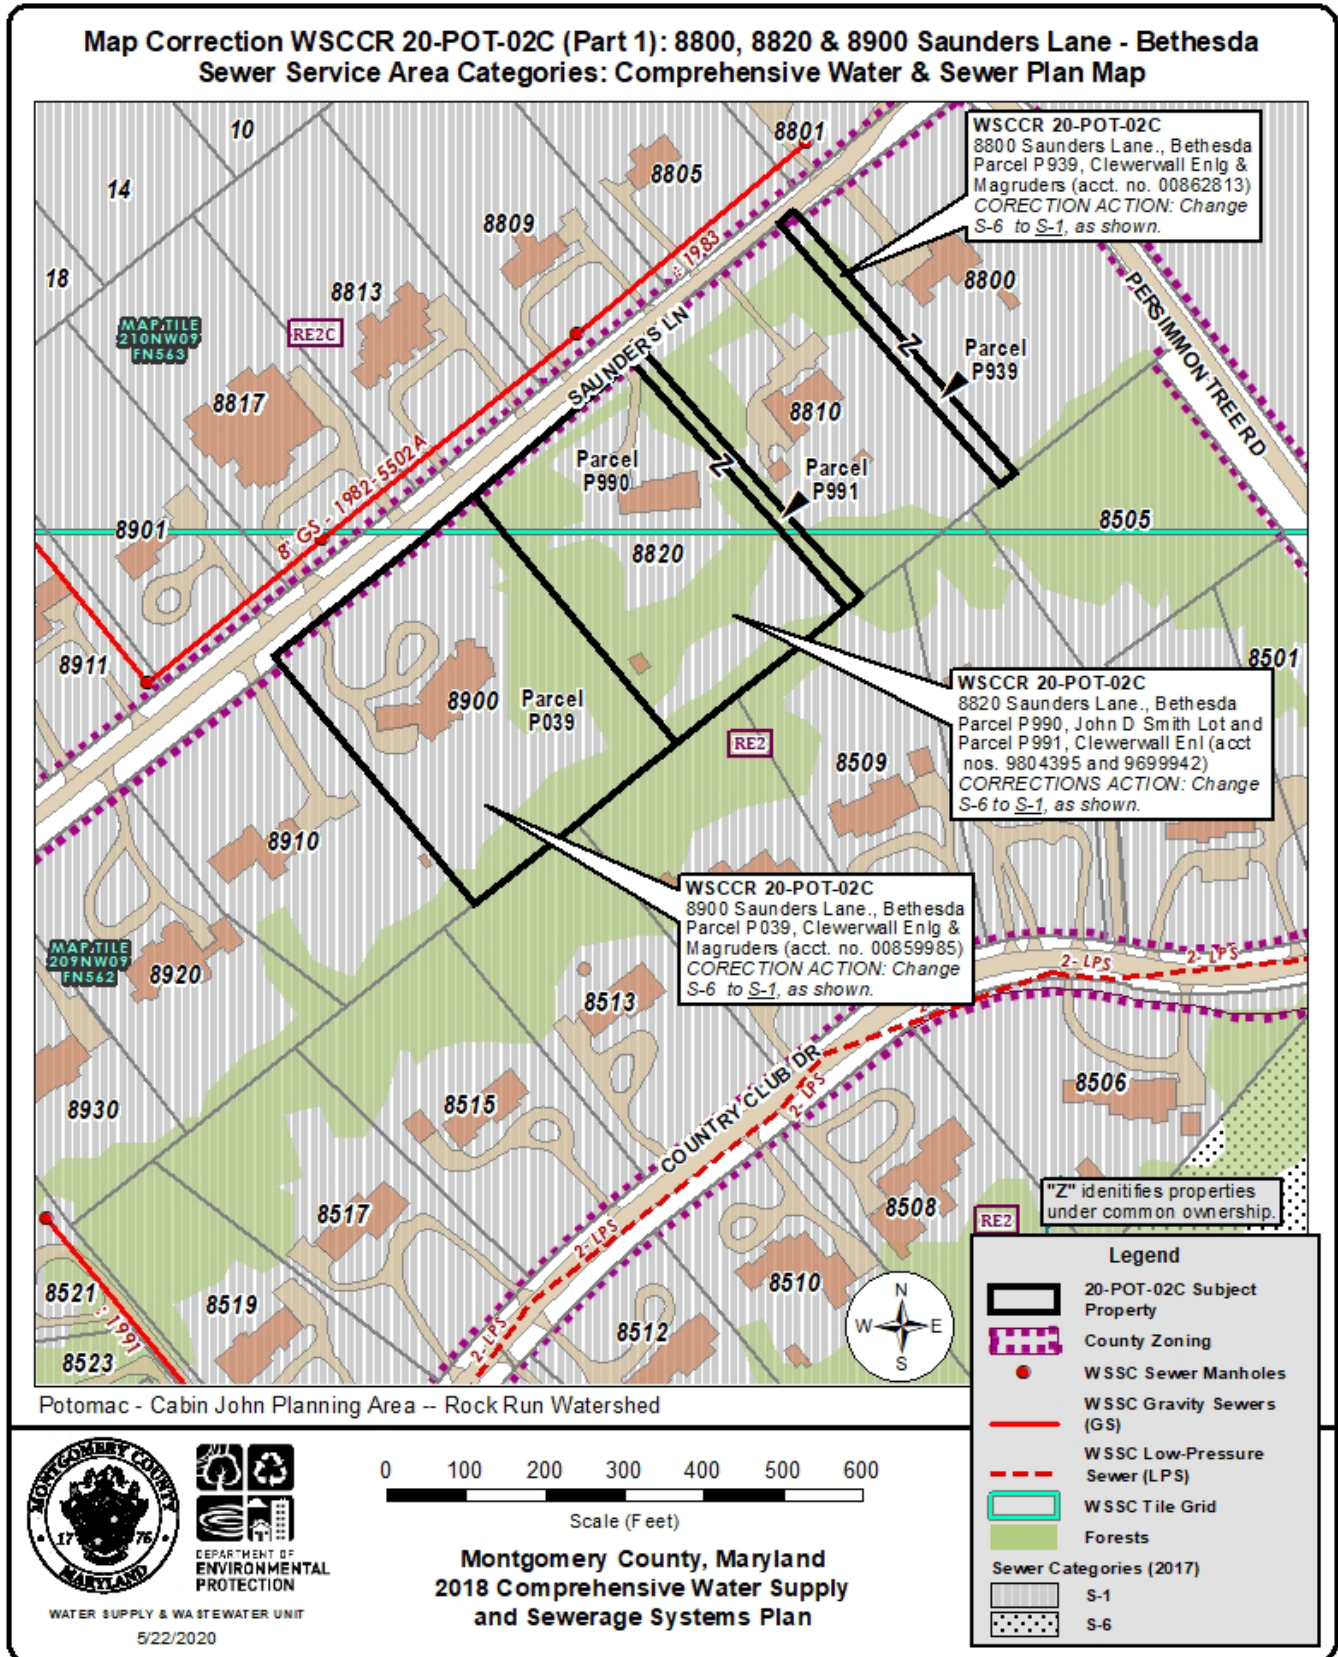 Map Correction WSCCR 20-POT-02C (Part 1): 8800, 8820 & 8900 Saunders Lane - Bethesda
Sewer Service Area Categories: Comprehensive Water & Sewer Plan Map
10
14
18
8801
8805
8809
8813
8817
MAP TILE
210NW09
FN563
RE2C
- 1983
SAUNDERS LN
WSCCR 20-POT-02C
8800 Saunders Lane., Bethesda
Parcel P939, Clewerwall Enlg &
Magruders (acct. no. 00862813)
CORECTION ACTION: Change
S-6 to S-1, as shown.
8800
PERSIMMON TREE RD
Z
Parcel
P939
8810
Parcel
P990
Z
Parcel
P991
8901
8" GS - 1982-5502A
8820
8505
8911
8900
Parcel
P039
8501
WSCCR 20-POT-02C
8820 Saunders Lane., Bethesda
Parcel P990, John D Smith Lot and
Parcel P991, Clewerwall Enl (acct
nos. 9804395 and 9699942)
CORRECTIONS ACTION: Change
S-6 to S-1, as shown.
RE2
8509
8910
WSCCR 20-POT-02C
8900 Saunders Lane., Bethesda
Parcel P039, Clewerwall Enlg &
Magruders (acct. no. 00859985)
CORECTION ACTION: Change
S-6 to S-1, as shown.
MAP TILE
209NW09
FN562
8920
8513
2- LPS
2- LPS
8930
8515
COUNTRY CLUB DR
2- LPS
8506
8517
2- LPS
8508
RE2
"Z" idenitifies properties
under common ownership.
8521
- 1991
8519
8510
8512
2- LPS
8523
N
W
E
S
Legend
20-POT-02C Subject
Property
County Zoning
WSSC Sewer Manholes
WSSC Gravity Sewers
(GS)
WSSC Low-Pressure
Sewer (LPS)
WSSC Tile Grid
Forests
Sewer Categories (2017)
S-1
S-6
Potomac - Cabin John Planning Area -- Rock Run Watershed
MONTGOMERY COUNTY
17 76
MARYLAND
DEPARTMENT OF
ENVIRONMENTAL
PROTECTION
WATER SUPPLY & WASTEWATER UNIT
5/22/2020
0 100 200 300 400 500 600
Scale (Feet)
Montgomery County, Maryland
2018 Comprehensive Water Supply
and Sewerage Systems Plan